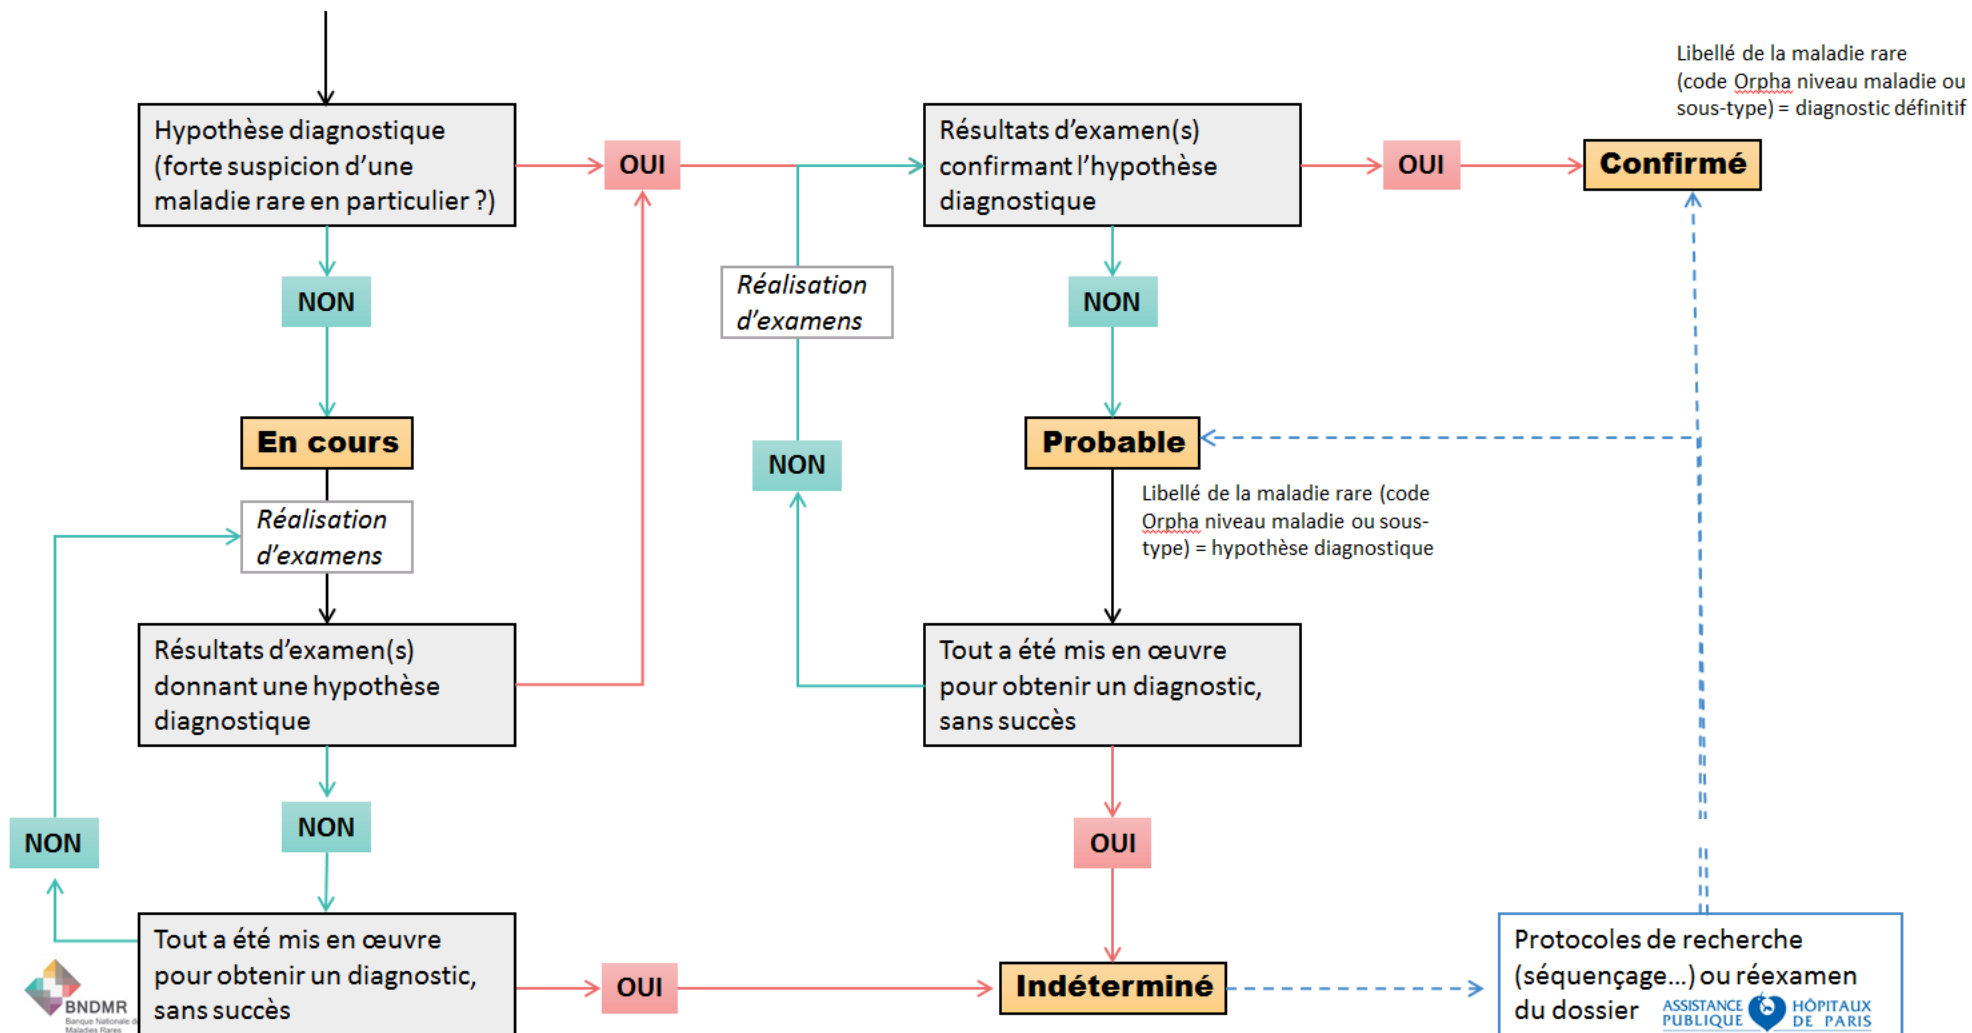 Libellé de la maladie rare
(code Orpha niveau maladie ou
sous-type) = diagnostic définitif
Hypothèse diagnostique
(forte suspicion d'une
maladie rare en particulier ?)
OUI
Résultats d'examen(s)
confirmant l'hypothèse
diagnostique
OUI
Confirmé
NON
Réalisation
d'examens
NON
En cours
NON
Probable
Réalisation
d'examens
Libellé de la maladie rare (code
Orpha niveau maladie ou sous-
type) = hypothèse diagnostique
Résultats d'examen(s)
donnant une hypothèse
diagnostique
Tout a été mis en œuvre
pour obtenir un diagnostic,
sans succès
NON
NON
OUI
Tout a été mis en œuvre
pour obtenir un diagnostic,
sans succès
OUI
Indéterminé
Protocoles de recherche
(séquençage...) ou réexamen
du dossier
BNDMR
Banque Nationale de
Maladies Rares
ASSISTANCE
PUBLIQUE
HÔPITAUX
DE PARIS